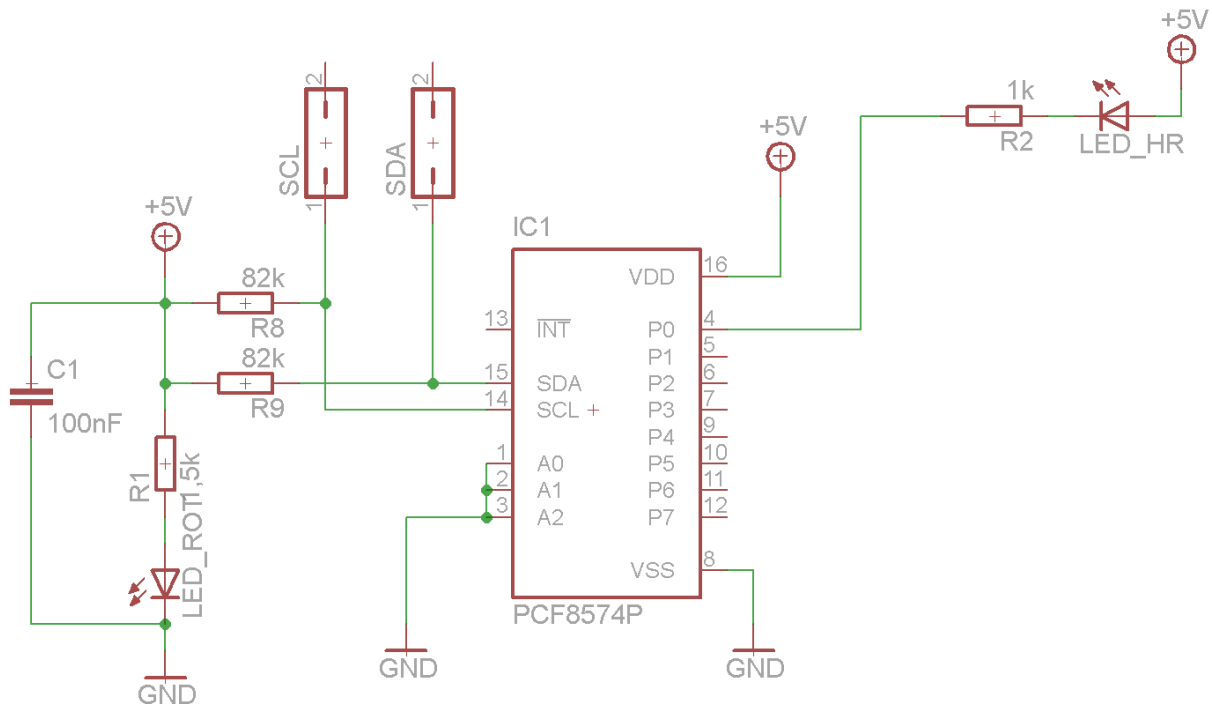 +5V
1k
R2
LED_HR
+5V
2
SCL
1
2
SDA
1
+5V
82k
R8
82k
R9
C1
100nF
R1
1,5k
LED_ROT
GND
IC1
VDD
16
13
INT
P0
4
P1
5
15
SDA
P2
6
14
SCL
P3
7
P4
9
1
A0
P5
10
2
A1
P6
11
3
A2
P7
12
VSS
8
PCF8574P
GND
GND